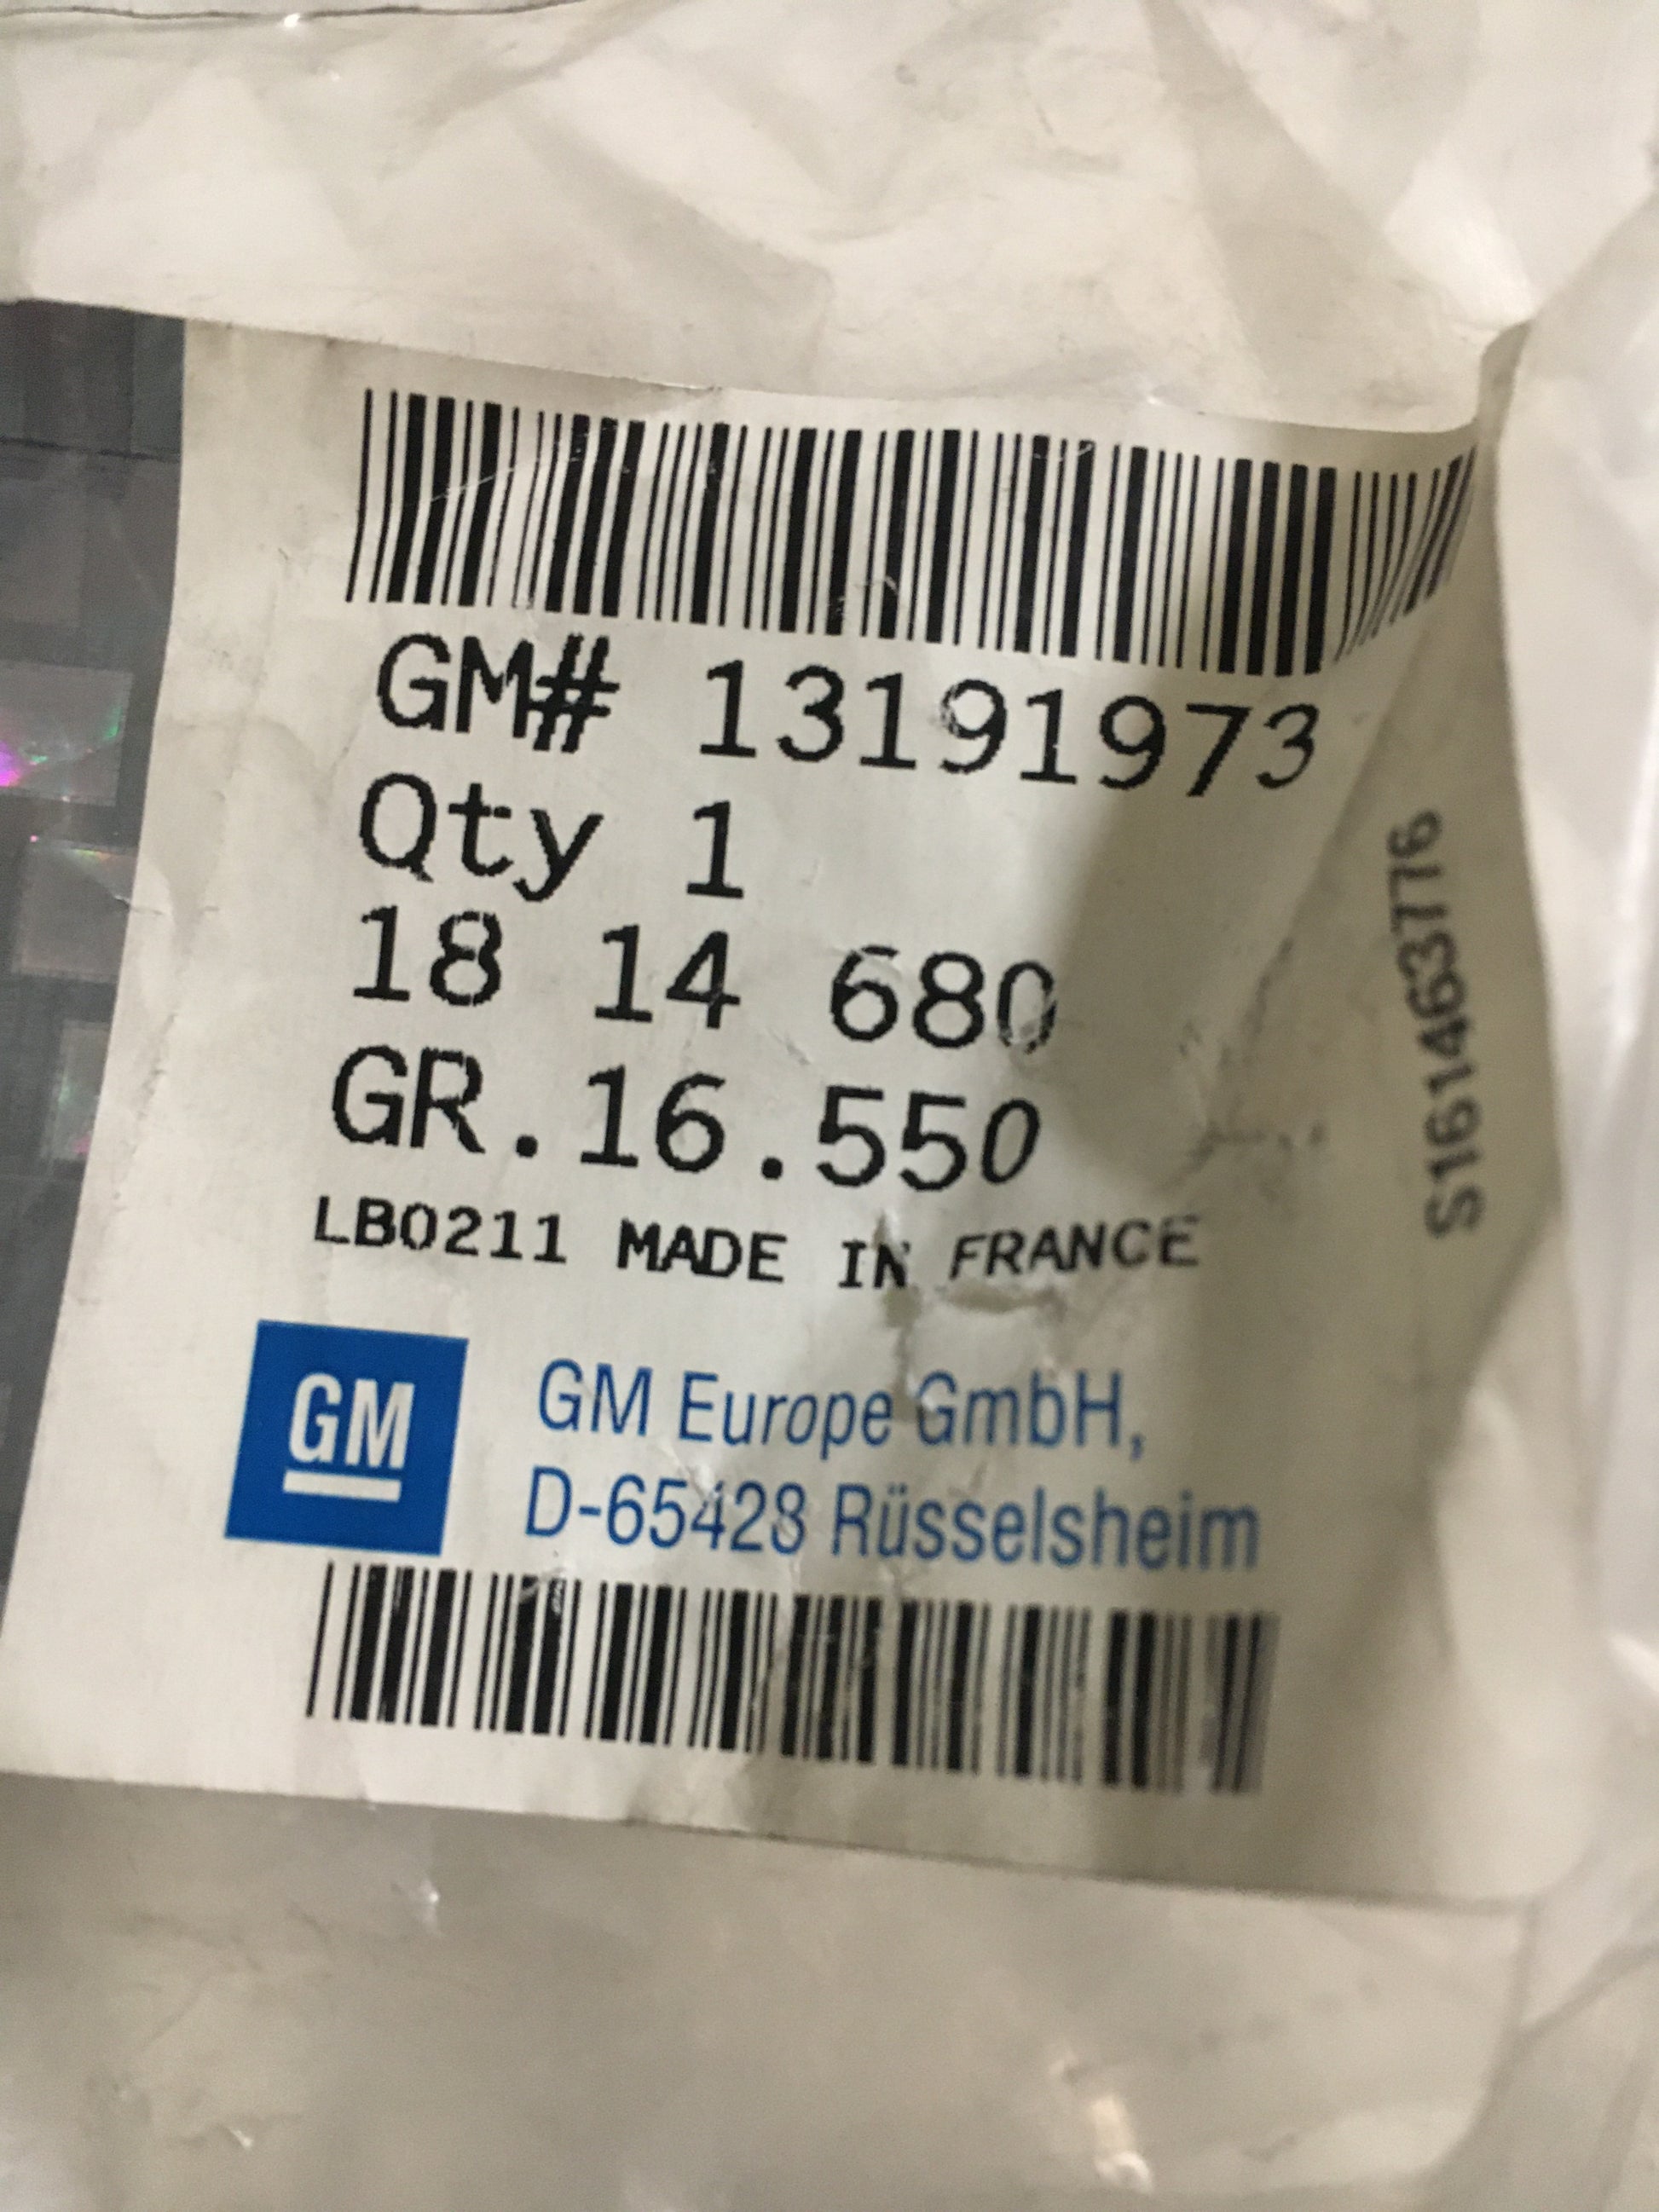 GM# 13191973
Qty 1
18 14 680
GR.16.550
LB0211 MADE IN FRANCE
S161463776
GM
GM Europe GmbH,
D-65428 Rüsselsheim